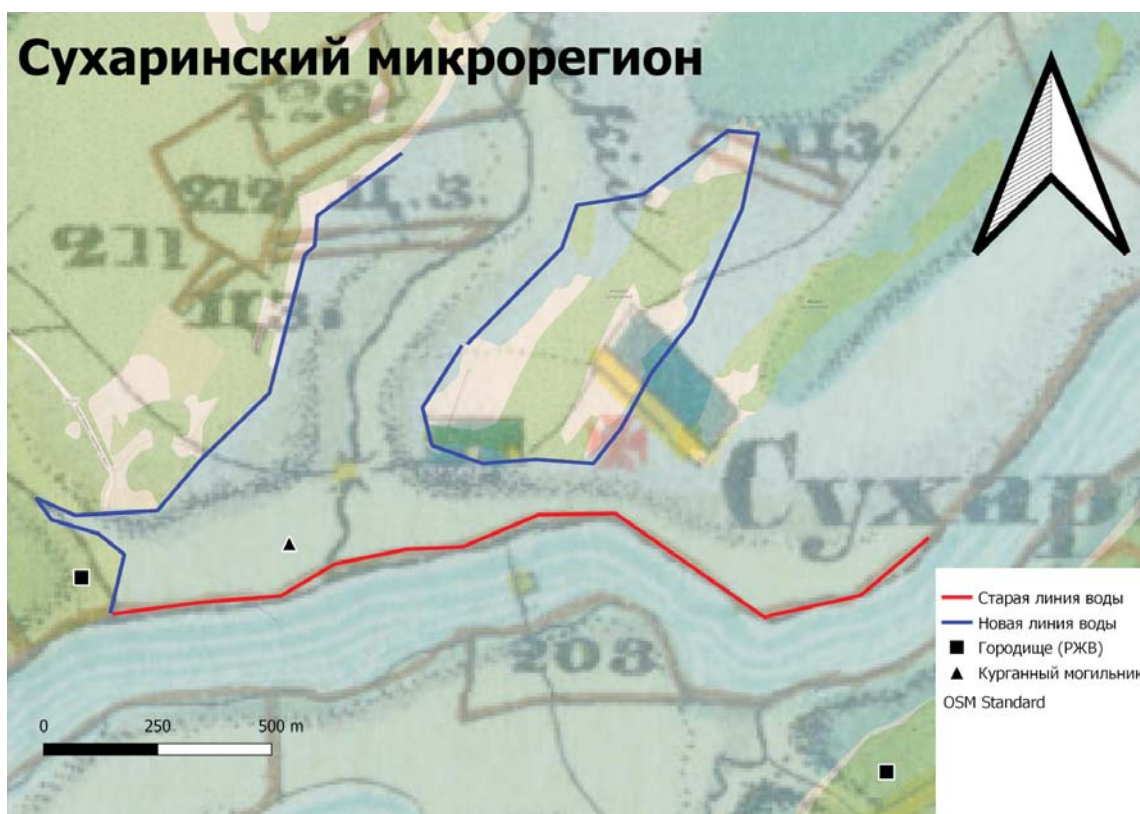 Сухаринский микрорегион
126.
212
Ц.З.
211
Ц.З.
Ц.З.
Сухар
203
Старая линия воды
Новая линия воды
Городище (РЖВ)
Курганный могильник
OSM Standard
0 250 500 m